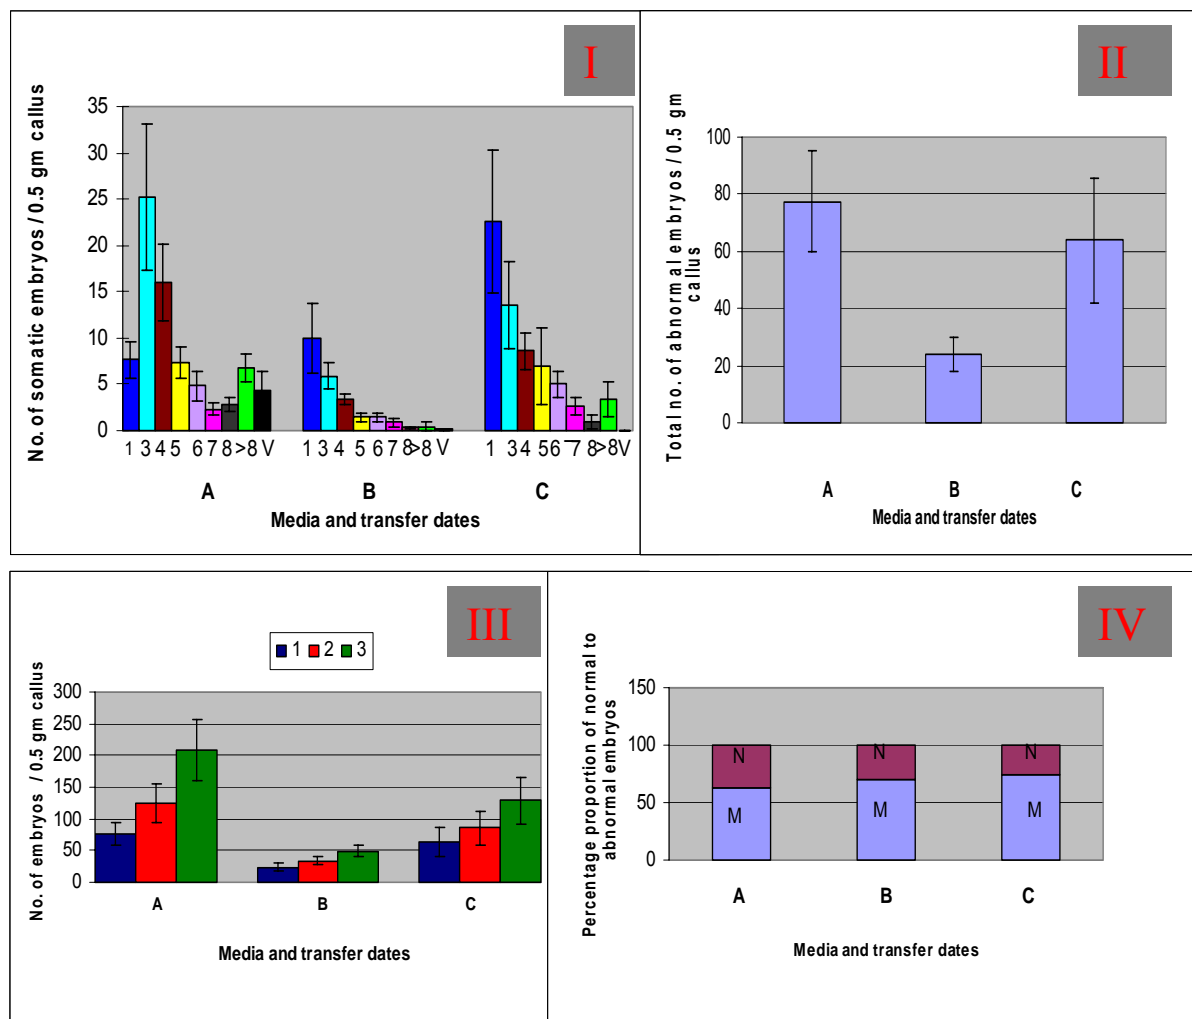 I
No. of somatic embryos / 0.5 gm callus
35
30
25
20
15
10
5
0
1 3 4 5 6 7 8 >8 V
1 3 4 5 6 7 8 >8 V
1 3 4 5 6 7 8 >8 V
A B C
Media and transfer dates
II
Total no. of abnormal embryos / 0.5 gm
callus
100
80
60
40
20
0
A B C
Media and transfer dates
III
1 2 3
No. of embryos / 0.5 gm callus
300
250
200
150
100
50
0
A B C
Media and transfer dates
IV
Percentage proportion of normal to
abnormal embryos
150
100
50
0
N N N
M M M
A B C
Media and transfer dates